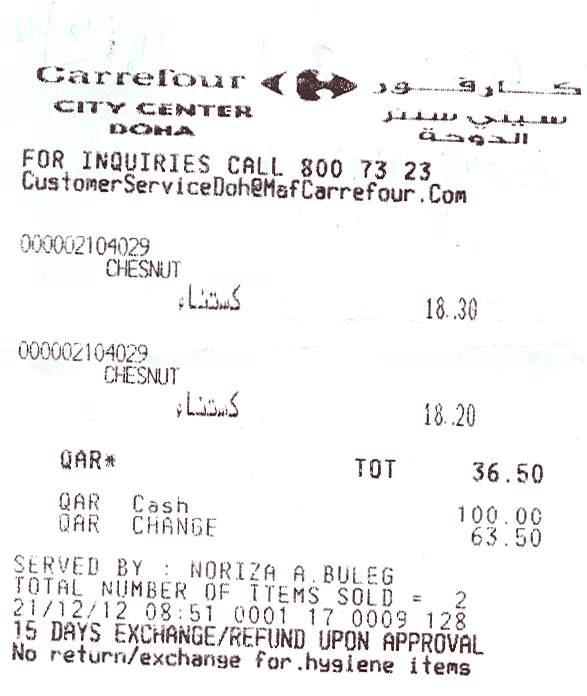 Carrefour كارفور
CITY CENTER سيتي سنتر
DOHA الدوحة
FOR INQUIRIES CALL 800 73 23
CustomerServiceDoh@MafCarrefour.Com
000002104029
CHESNUT
كستناء 18.30
000002104029
CHESNUT
كستناء 18.20
QAR* TOT 36.50
QAR Cash 100.00
QAR CHANGE 63.50
SERVED BY : NORIZA A.BULEG
TOTAL NUMBER OF ITEMS SOLD = 2
21/12/12 08:51 0001 17 0009 128
15 DAYS EXCHANGE/REFUND UPON APPROVAL
No return/exchange for.hygiene items